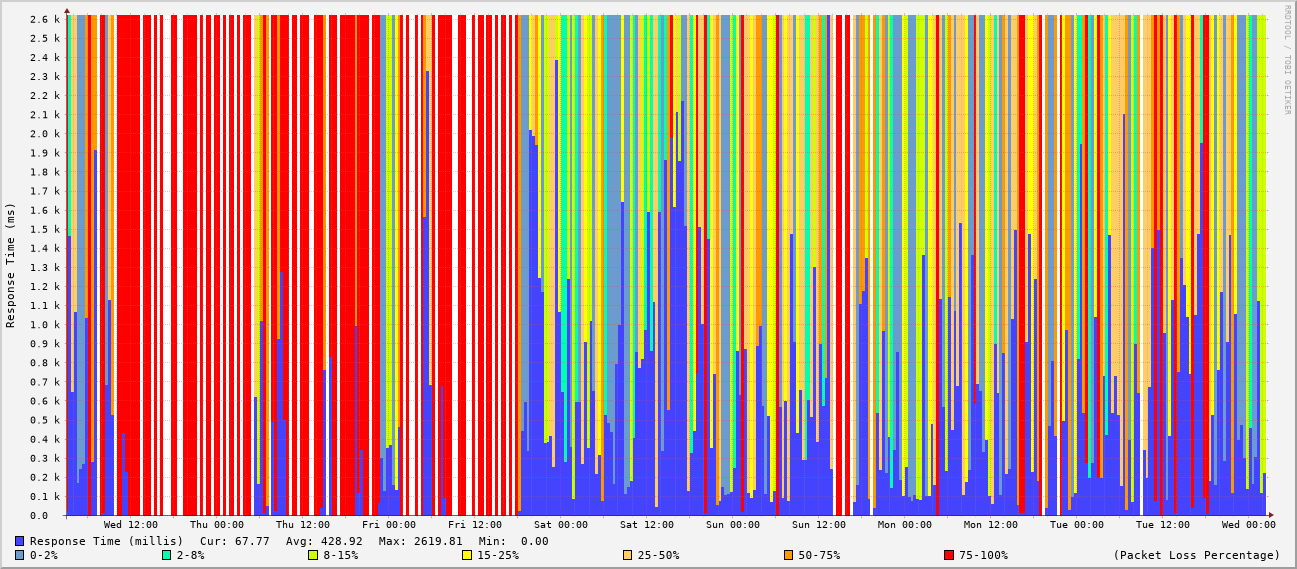 2.6 k
2.5 k
2.4 k
2.3 k
2.2 k
2.1 k
2.0 k
1.9 k
1.8 k
1.7 k
1.6 k
1.5 k
1.4 k
1.3 k
1.2 k
1.1 k
1.0 k
0.9 k
0.8 k
0.7 k
0.6 k
0.5 k
0.4 k
0.3 k
0.2 k
0.1 k
0.0
Response Time (ms)
RRDTOOL / TOBI OETIKER
Wed 12:00 Thu 00:00 Thu 12:00 Fri 00:00 Fri 12:00 Sat 00:00 Sat 12:00 Sun 00:00 Sun 12:00 Mon 00:00 Mon 12:00 Tue 00:00 Tue 12:00 Wed 00:00
Response Time (millis) Cur: 67.77 Avg: 428.92 Max: 2619.81 Min: 0.00
0-2% 2-8% 8-15% 15-25% 25-50% 50-75% 75-100% (Packet Loss Percentage)